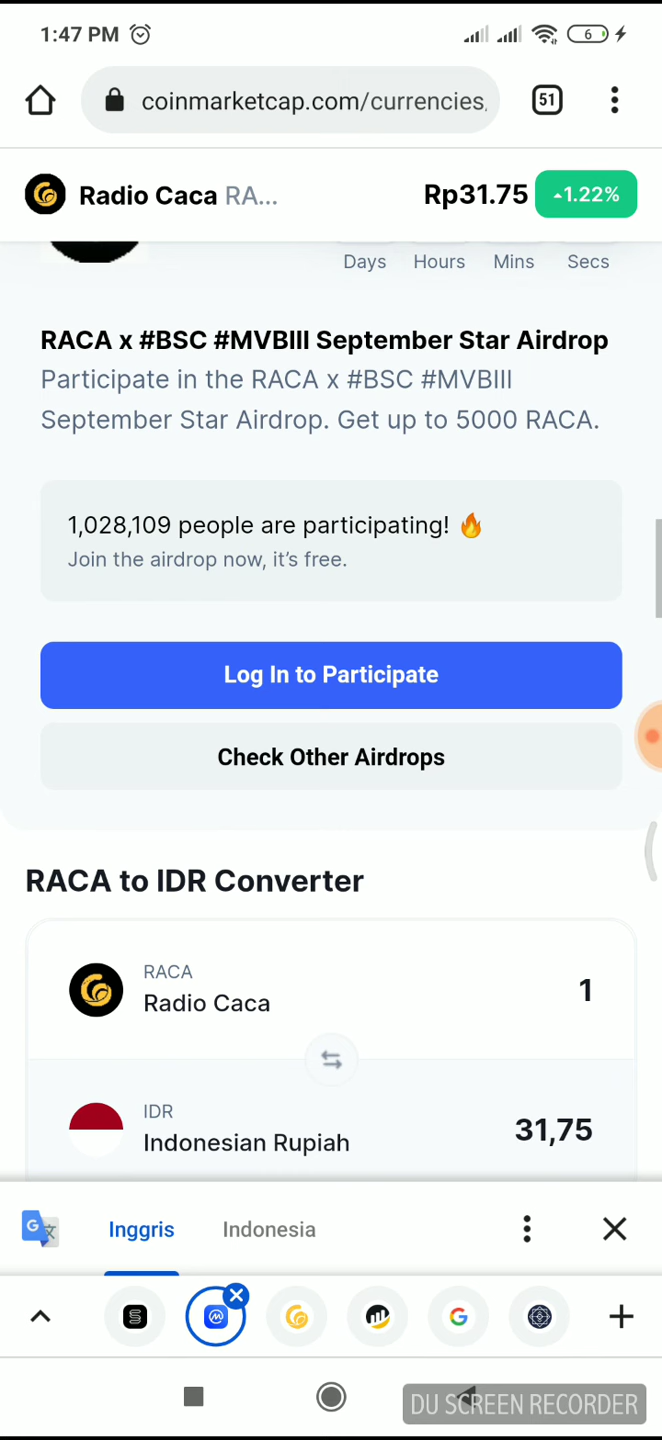 1:47 PM
6
coinmarketcap.com/currencies
51
Radio Caca RA...
Rp31.75
1.22%
Days Hours Mins Secs
RACA x #BSC #MVBIII September Star Airdrop
Participate in the RACA x #BSC #MVBIII
September Star Airdrop. Get up to 5000 RACA.
1,028,109 people are participating! 🔥
Join the airdrop now, it's free.
Log In to Participate
Check Other Airdrops
RACA to IDR Converter
RACA
Radio Caca
1
IDR
Indonesian Rupiah
31,75
Inggris Indonesia
DU SCREEN RECORDER